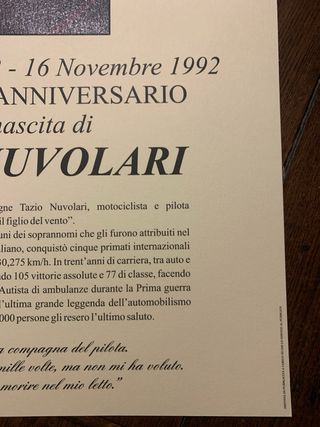 - 16 Novembre 1992
ANNIVERSARIO
nascita di
NUVOLARI
gne Tazio Nuvolari, motociclista e pilota
il figlio del vento”.
uni dei soprannomi che gli furono attribuiti nel
aliano, conquistò cinque primati internazionali
30,275 km/h. In trent’anni di carriera, tra auto e
do 105 vittorie assolute e 77 di classe, facendo
Autista di ambulanze durante la Prima guerra
l’ultima grande leggenda dell’automobilismo
000 persone gli resero l’ultimo saluto.
a compagna del pilota.
mille volte, ma non mi ha voluto.
morire nel mio letto.”